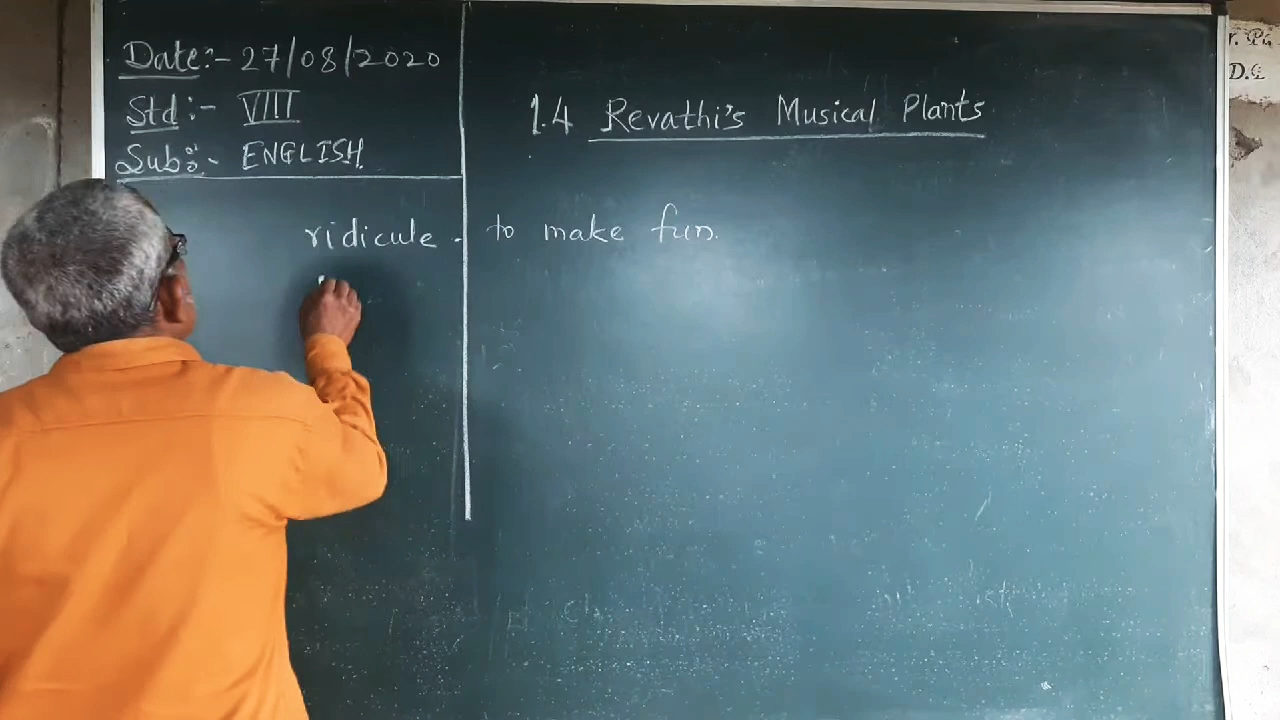 Date:- 27/08/2020
Std:- VIII
Sub:- ENGLISH
1.4 Revathi's Musical Plants
ridicule - to make fun.